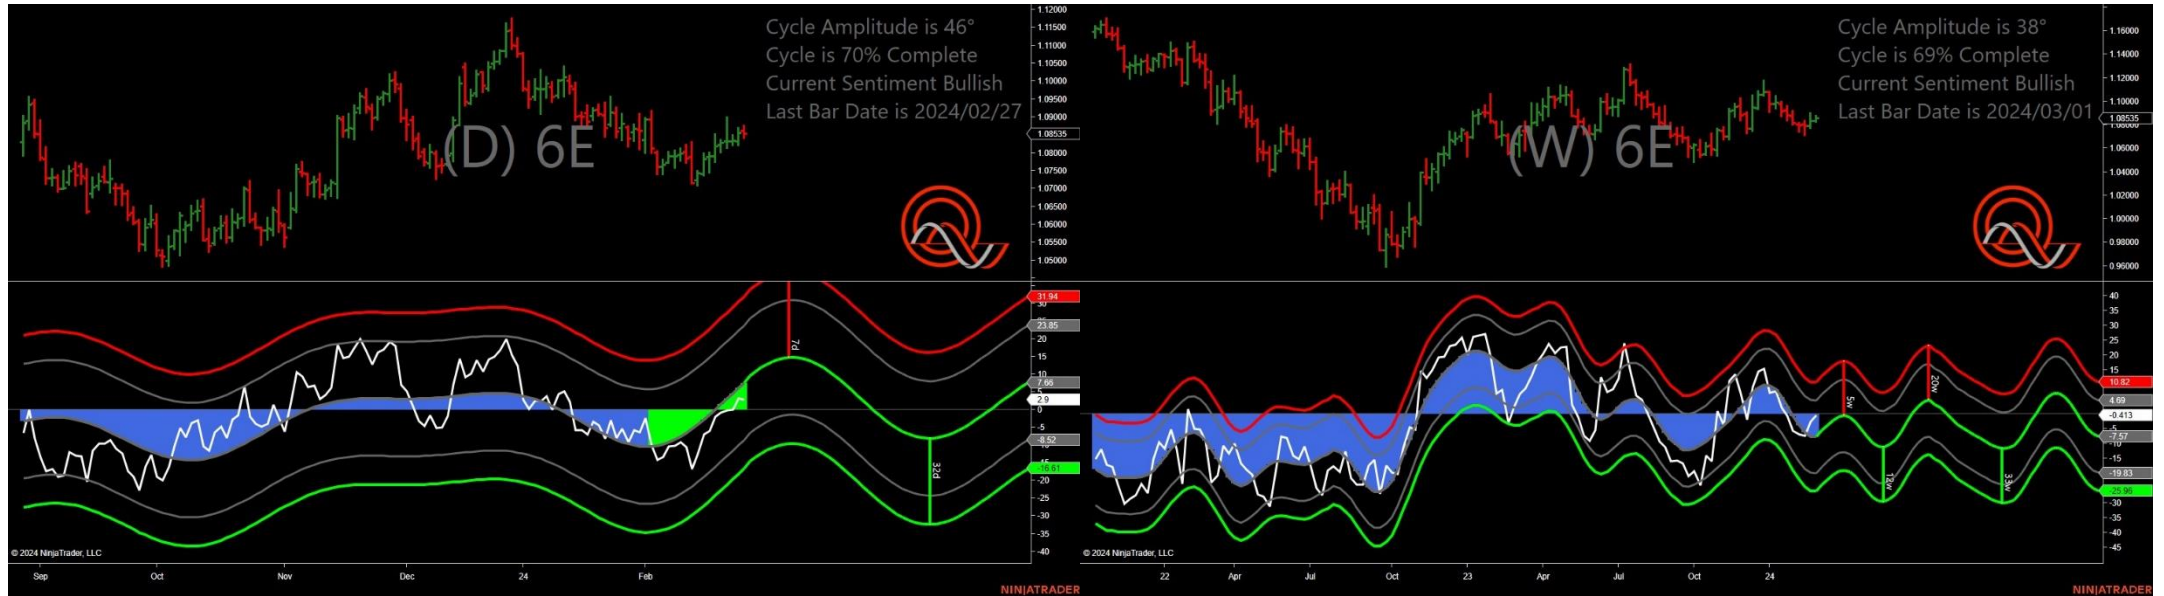 Cycle Amplitude is 46°
Cycle is 70% Complete
Current Sentiment Bullish
Last Bar Date is 2024/02/27
(D) 6E
1.12000
1.11500
1.11000
1.10500
1.10000
1.09500
1.09000
1.08535
1.08000
1.07500
1.07000
1.06500
1.06000
1.05500
1.05000
31.94
30
23.85
20
15
10
7.66
5
2.9
0
-5
-8.52
-15
-16.61
-20
-25
-30
-35
-40
7d
32d
© 2024 NinjaTrader, LLC
Sep Oct Nov Dec 24 Feb
NINJATRADER
Cycle Amplitude is 38°
Cycle is 69% Complete
Current Sentiment Bullish
Last Bar Date is 2024/03/01
(W) 6E
1.16000
1.14000
1.12000
1.10000
1.08535
1.08000
1.06000
1.04000
1.02000
1.00000
0.98000
0.96000
40
35
30
25
20
15
10.82
4.69
-0.413
-5
-7.57
-10
-15
-19.83
-25.96
-30
-35
-40
-45
5w
20w
12w
33w
© 2024 NinjaTrader, LLC
22 Apr Jul Oct 23 Apr Jul Oct 24
NINJATRADER